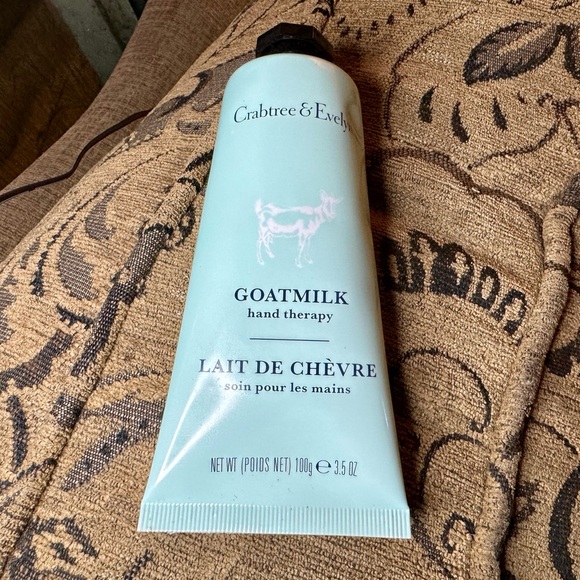 Crabtree & Evelyn
GOATMILK
hand therapy
LAIT DE CHÈVRE
soin pour les mains
NET WT (POIDS NET) 100g ℮ 3.5 OZ